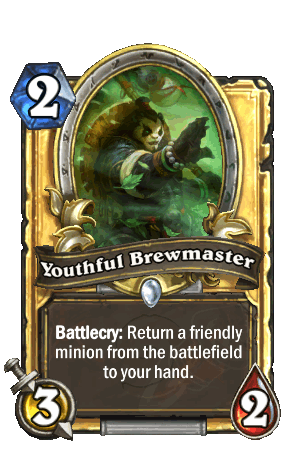 2
Youthful Brewmaster
Battlecry: Return a friendly
minion from the battlefield
to your hand.
3
2